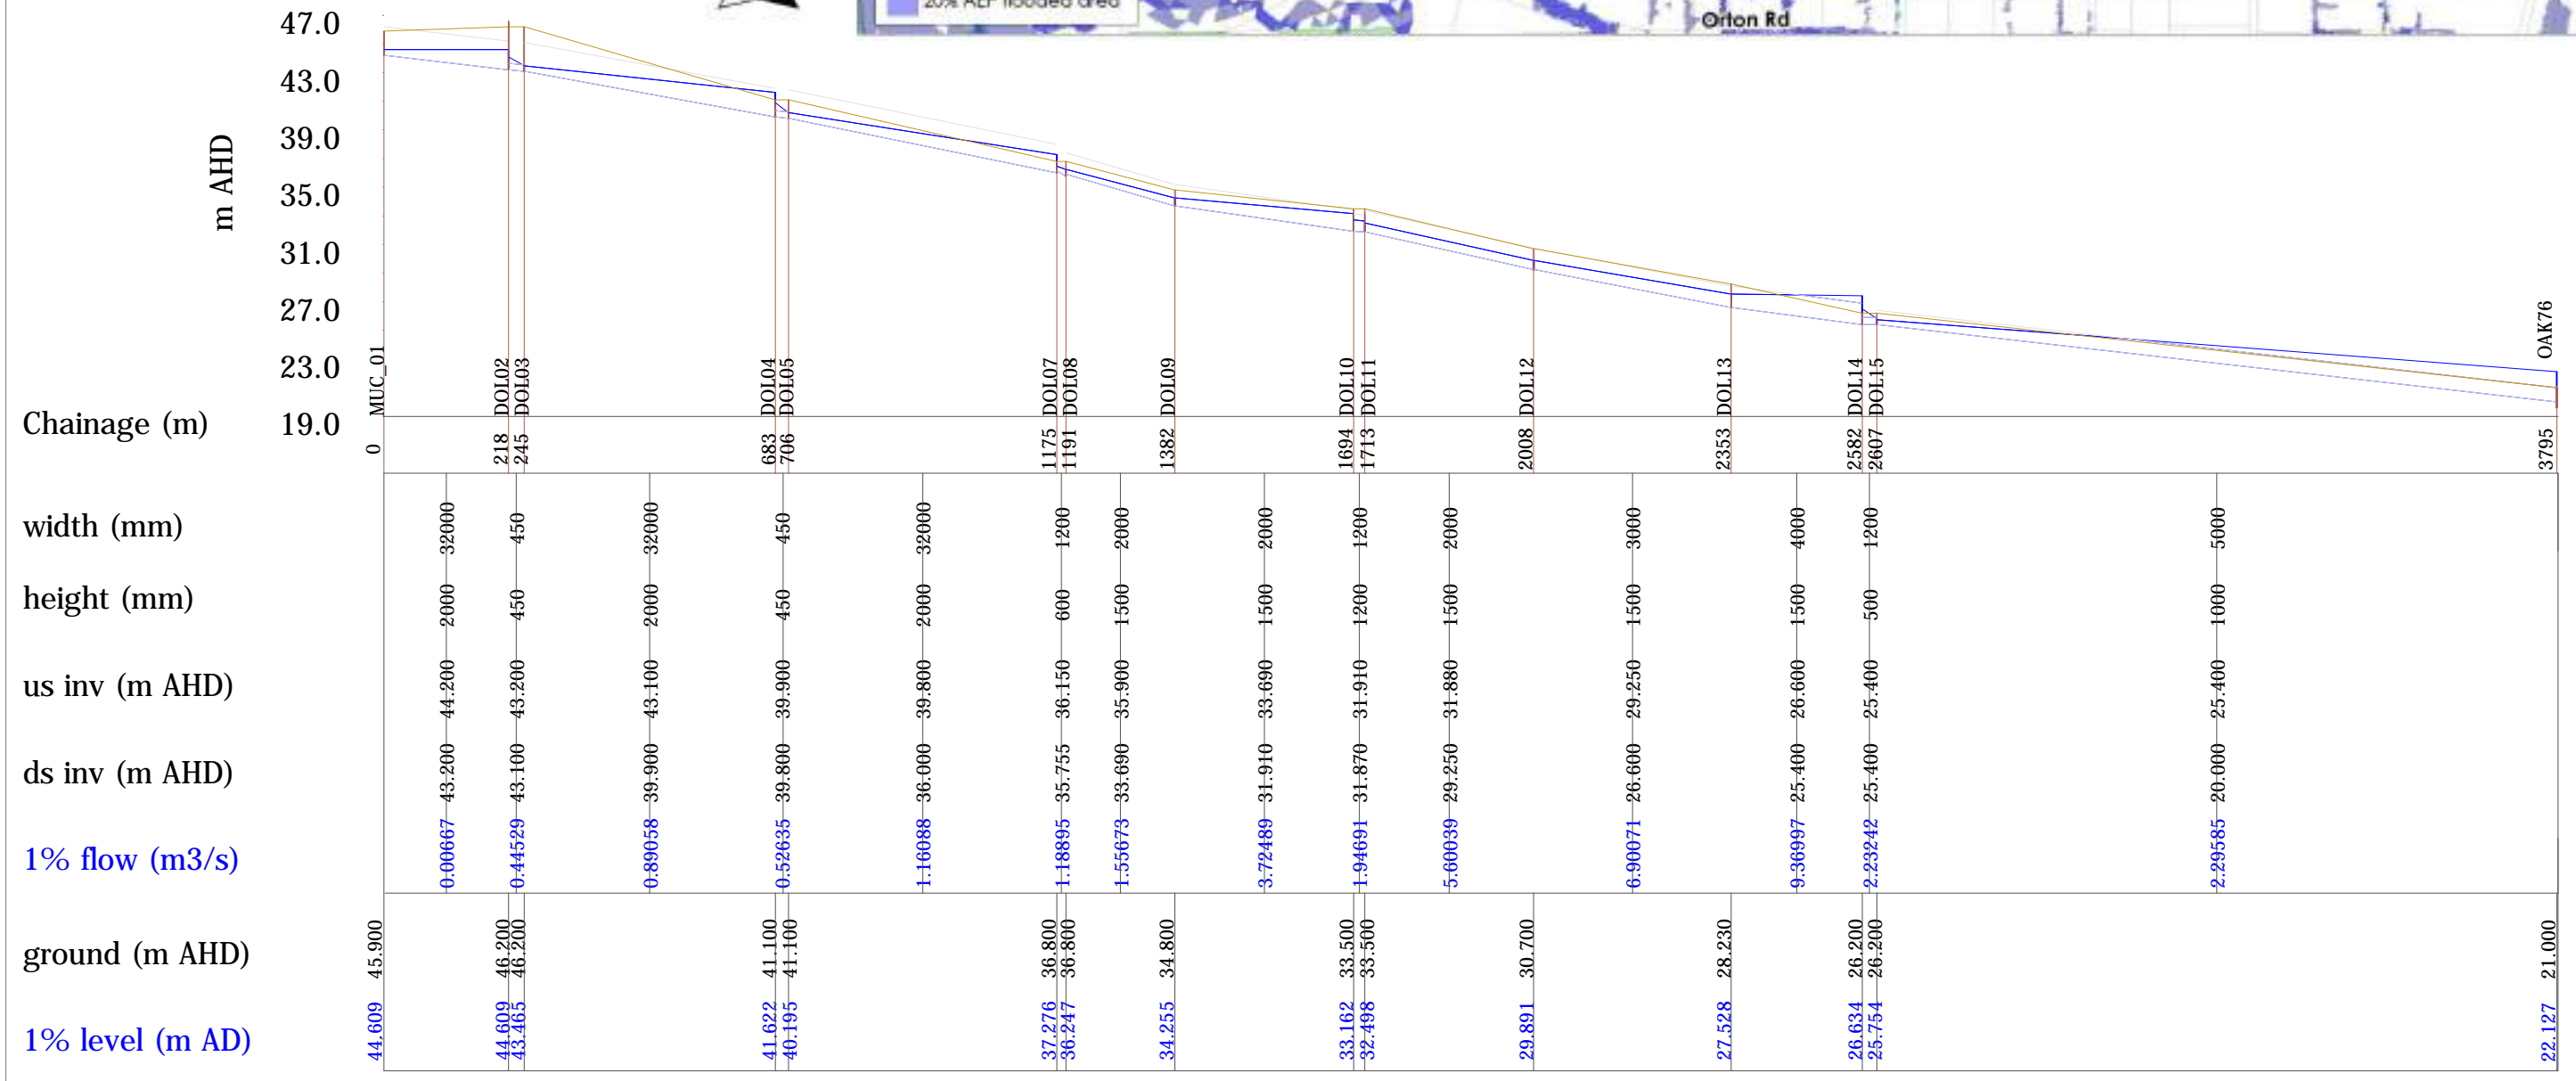 20% AEP flooded area
Orton Rd
47.0
43.0
39.0
35.0
31.0
27.0
23.0
19.0
m AHD
MUC_01 DOL02 DOL03 DOL04 DOL05 DOL07 DOL08 DOL09 DOL10 DOL11 DOL12 DOL13 DOL14 DOL15 OAK76
Chainage (m) 0 218 245 683 706 1175 1191 1382 1694 1713 2008 2353 2582 2607 3795
width (mm) 32000 450 32000 450 32000 1200 2000 2000 1200 2000 3000 4000 1200 5000
height (mm) 2000 450 2000 450 2000 600 1500 1500 1200 1500 1500 1500 500 1000
us inv (m AHD) 44.200 43.200 43.100 39.900 39.800 36.150 35.900 33.690 31.910 31.880 29.250 26.600 25.400 25.400
ds inv (m AHD) 43.200 43.100 39.900 39.800 36.000 35.755 33.690 31.910 31.870 29.250 26.600 25.400 25.400 20.000
1% flow (m3/s) 0.00667 0.44529 0.89058 0.52635 1.16088 1.18895 1.55673 3.72489 1.94691 5.60039 6.90071 9.36997 2.23242 2.29585
ground (m AHD) 45.900 46.200 46.200 41.100 41.100 36.800 36.800 34.800 33.500 33.500 30.700 28.230 26.200 26.200 21.000
1% level (m AD) 44.609 44.609 43.465 41.622 40.195 37.276 36.247 34.255 33.162 32.498 29.891 27.528 26.634 25.754 22.127